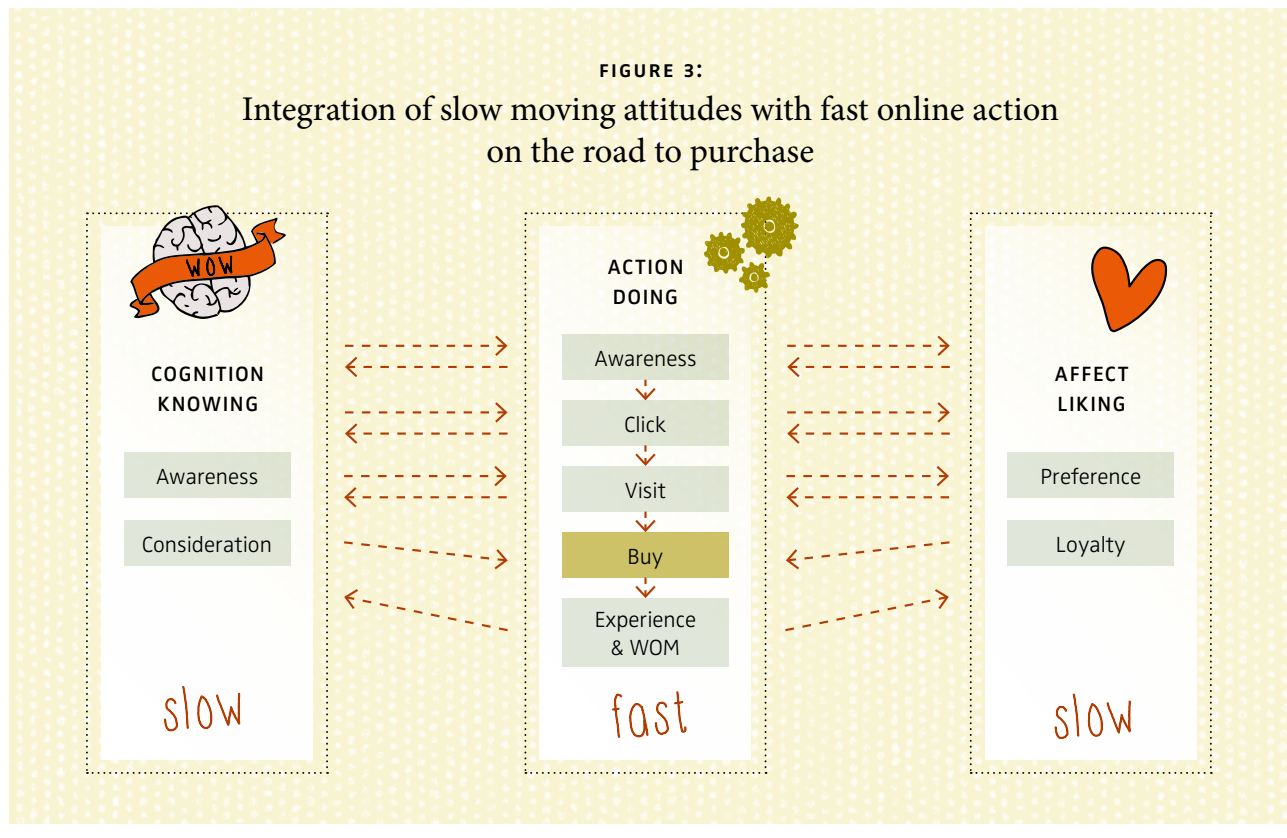 FIGURE 3:
Integration of slow moving attitudes with fast online action
on the road to purchase
WOW
COGNITION
KNOWING
Awareness
Consideration
slow
ACTION
DOING
Awareness
Click
Visit
Buy
Experience
& WOM
fast
AFFECT
LIKING
Preference
Loyalty
slow